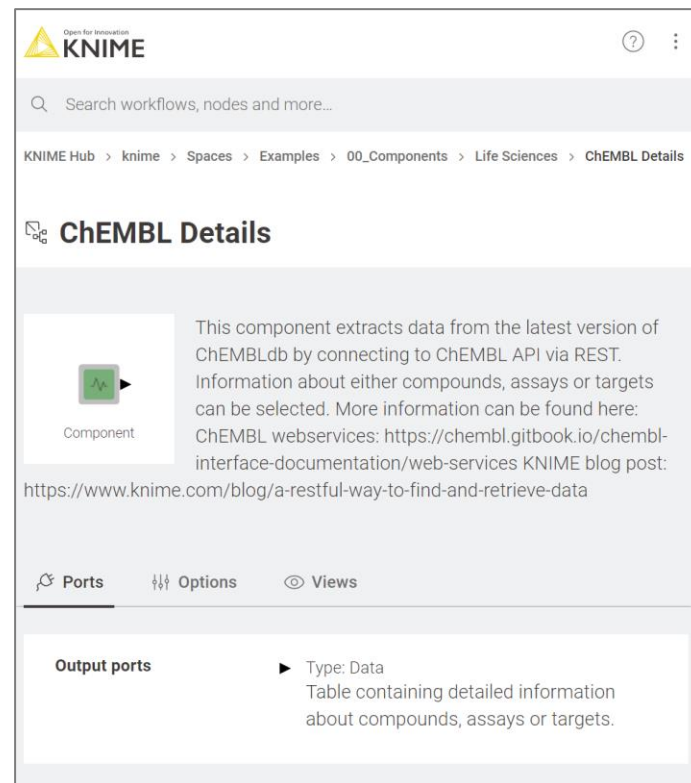 Open for Innovation
KNIME
Search workflows, nodes and more...
KNIME Hub > knime > Spaces > Examples > 00_Components > Life Sciences > ChEMBL Details
ChEMBL Details
This component extracts data from the latest version of
ChEMBLdb by connecting to ChEMBL API via REST.
Information about either compounds, assays or targets
can be selected. More information can be found here:
Component
ChEMBL webservices: https://chembl.gitbook.io/chembl-
interface-documentation/web-services KNIME blog post:
https://www.knime.com/blog/a-restful-way-to-find-and-retrieve-data
Ports Options Views
Output ports
Type: Data
Table containing detailed information
about compounds, assays or targets.